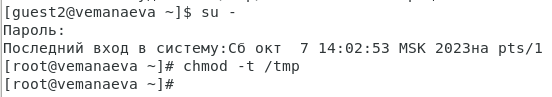 [guest2@vemanaeva ~]$ su -
Пароль:
Последний вход в систему:Сб окт  7 14:02:53 MSK 2023на pts/1
[root@vemanaeva ~]# chmod -t /tmp
[root@vemanaeva ~]#